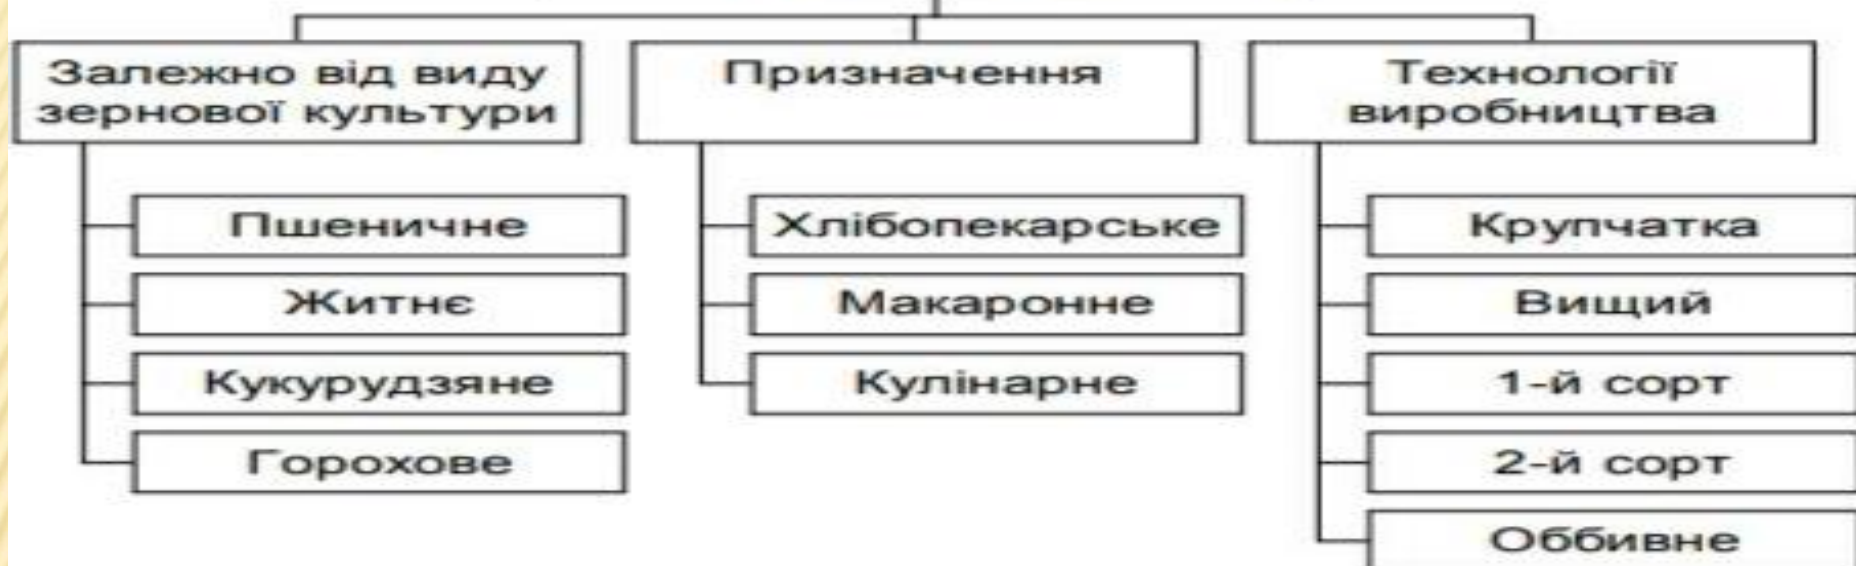 Залежно від виду
зернової культури
Пшеничне
Житнє
Кукурудзяне
Горохове
Призначення
Хлібопекарське
Макаронне
Кулінарне
Технології
виробництва
Крупчатка
Вищий
1-й сорт
2-й сорт
Оббивне